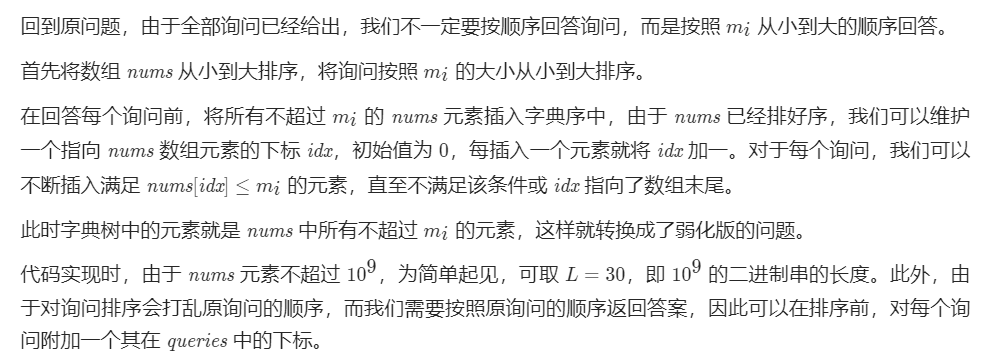 回到原问题，由于全部询问已经给出，我们不一定要按顺序回答询问，而是按照 mᵢ 从小到大的顺序回答。
首先将数组 nums 从小到大排序，将询问按照 mᵢ 的大小从小到大排序。
在回答每个询问前，将所有不超过 mᵢ 的 nums 元素插入字典序中，由于 nums 已经排好序，我们可以维护
一个指向 nums 数组元素的下标 idx，初始值为 0，每插入一个元素就将 idx 加一。对于每个询问，我们可以
不断插入满足 nums[idx] ≤ mᵢ 的元素，直至不满足该条件或 idx 指向了数组末尾。
此时字典树中的元素就是 nums 中所有不超过 mᵢ 的元素，这样就转换成了弱化版的问题。
代码实现时，由于 nums 元素不超过 10⁹，为简单起见，可取 L = 30，即 10⁹ 的二进制串的长度。此外，由
于对询问排序会打乱原询问的顺序，而我们需要按照原询问的顺序返回答案，因此可以在排序前，对每个询
问附加一个其在 queries 中的下标。